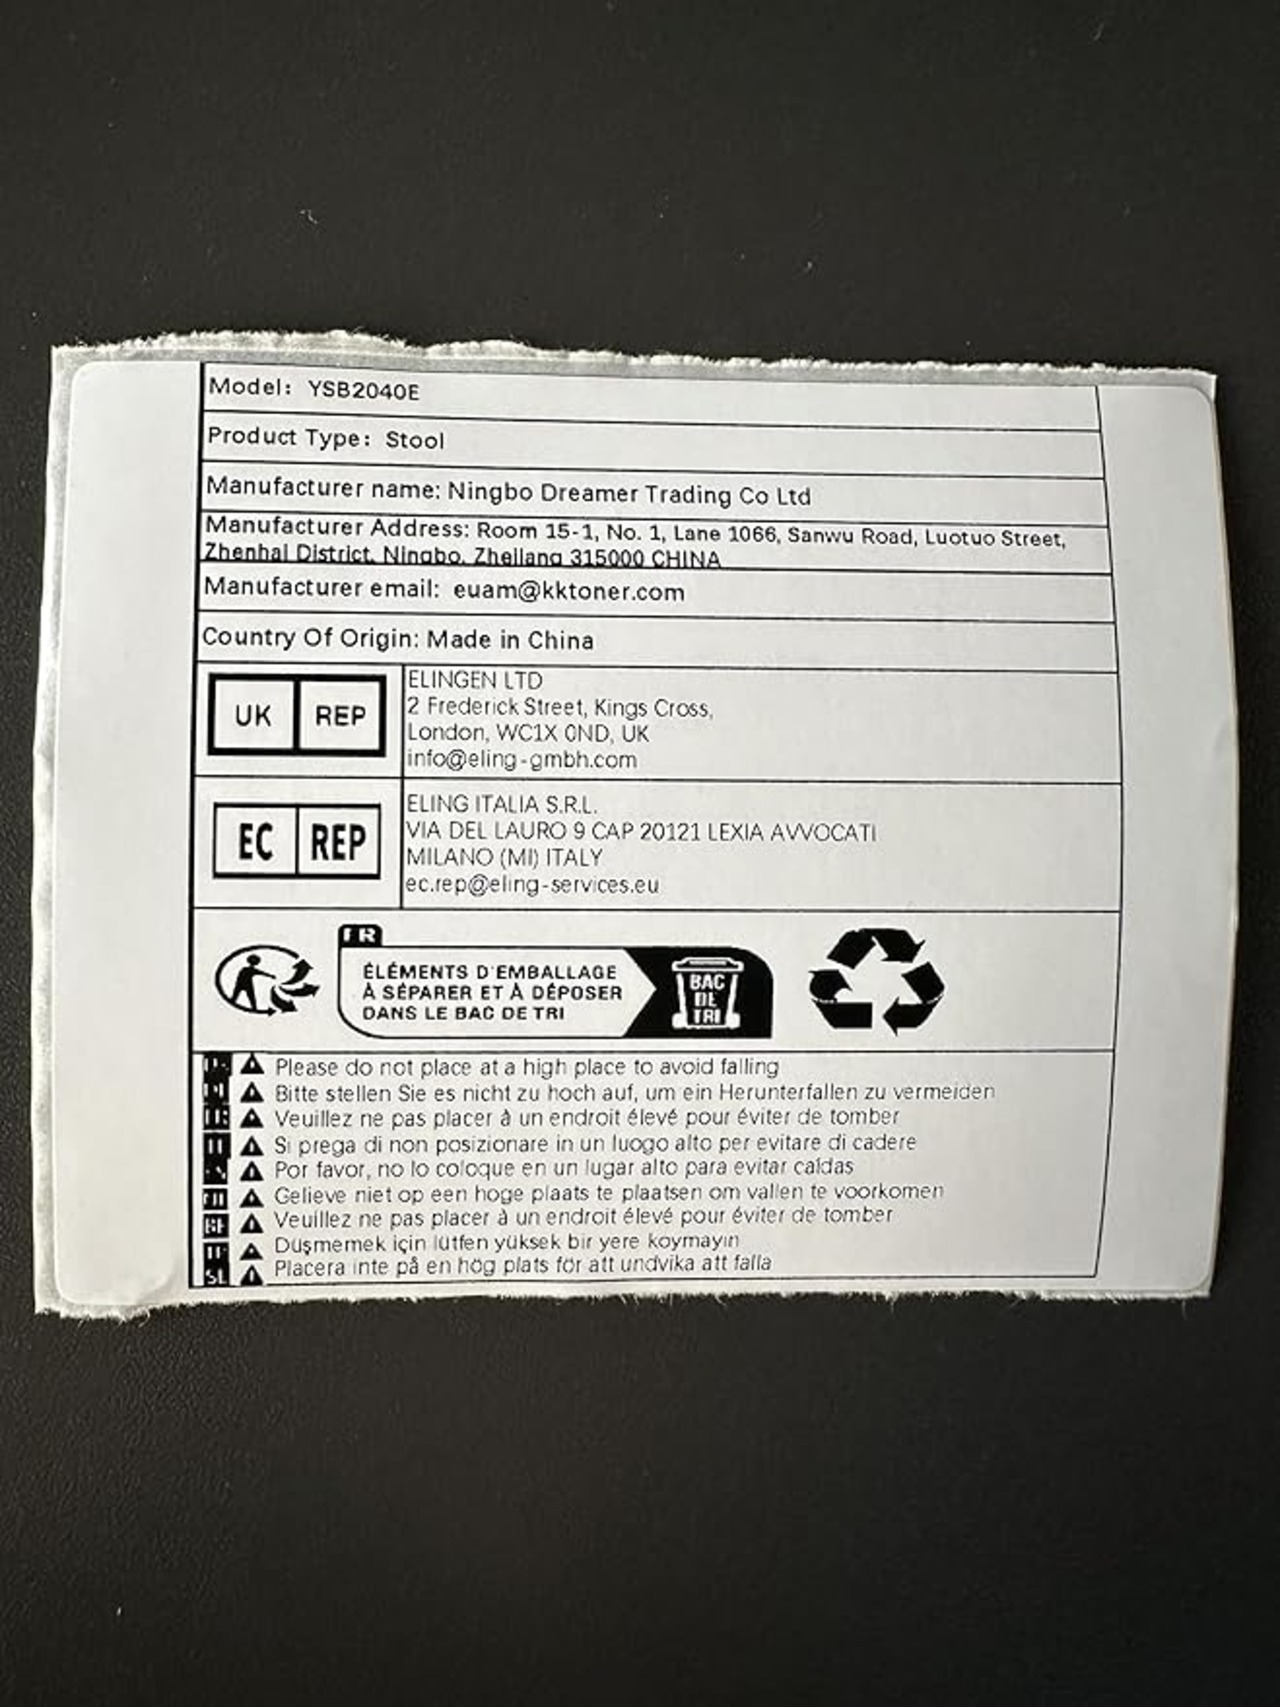 Model: YSB2040E
Product Type: Stool
Manufacturer name: Ningbo Dreamer Trading Co Ltd
Manufacturer Address: Room 15-1, No. 1, Lane 1066, Sanwu Road, Luotuo Street,
Zhenhai District, Ningbo, Zhejiang 315000 CHINA
Manufacturer email: euam@kktoner.com
Country Of Origin: Made in China
UK REP
ELINGEN LTD
2 Frederick Street, Kings Cross,
London, WC1X 0ND, UK
info@eling-gmbh.com
EC REP
ELING ITALIA S.R.L.
VIA DEL LAURO 9 CAP 20121 LEXIA AVVOCATI
MILANO (MI) ITALY
ec.rep@eling-services.eu
FR
ÉLÉMENTS D'EMBALLAGE
À SÉPARER ET À DÉPOSER
DANS LE BAC DE TRI
BAC
DE
TRI
Please do not place at a high place to avoid falling
Bitte stellen Sie es nicht zu hoch auf, um ein Herunterfallen zu vermeiden
Veuillez ne pas placer à un endroit élevé pour éviter de tomber
Si prega di non posizionare in un luogo alto per evitare di cadere
Por favor, no lo coloque en un lugar alto para evitar caídas
Gelieve niet op een hoge plaats te plaatsen om vallen te voorkomen
BE Veuillez ne pas placer à un endroit élevé pour éviter de tomber
Düşmemek için lütfen yüksek bir yere koymayın
Placera inte på en hög plats för att undvika att falla